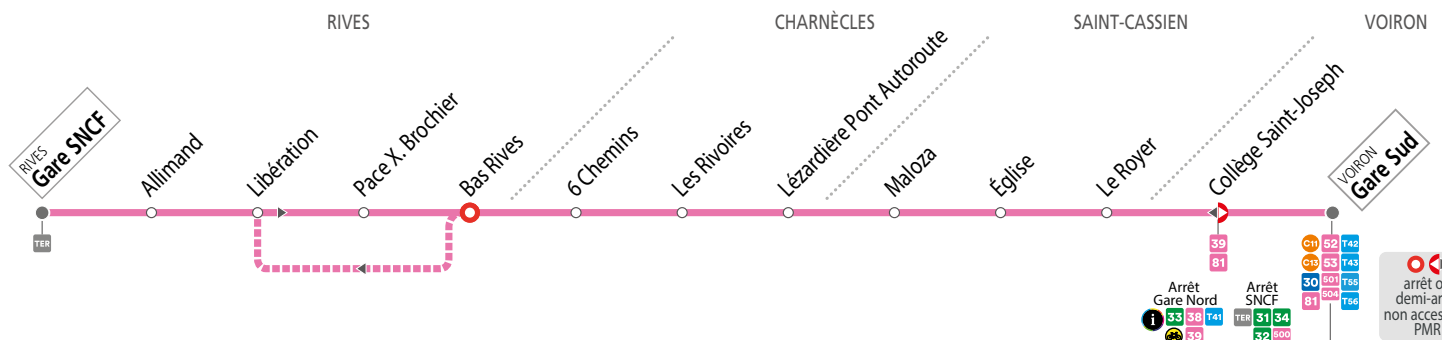 RIVES
CHARNÈCLES
SAINT-CASSIEN
VOIRON
RIVES
Gare SNCF
Allimand
Libération
Pace X. Brochier
Bas Rives
6 Chemins
Les Rivoires
Lézardière Pont Autoroute
Maloza
Église
Le Royer
Collège Saint-Joseph
VOIRON
Gare Sud
TER
39
81
C11 52 T42
C13 53 T43
30 501 T55
81 504 T56
Arrêt
Gare Nord
i 33 38 T41
39
Arrêt
SNCF
TER 31 34
32 500
arrêt o
demi-ar
non acces
PMR